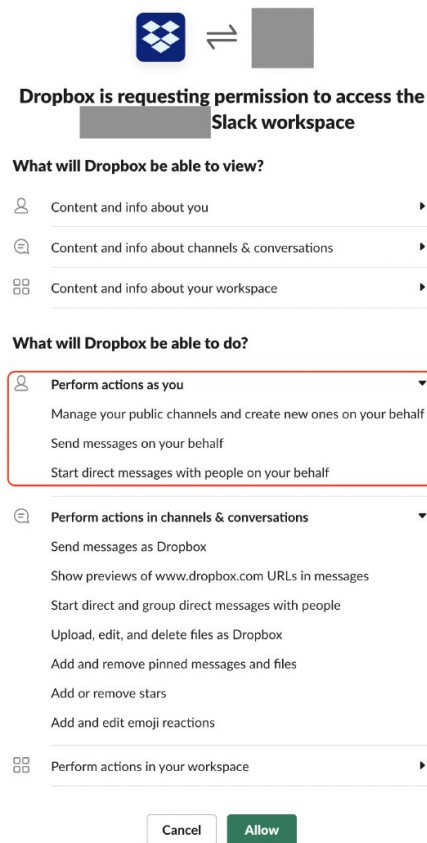 Dropbox is requesting permission to access the
Slack workspace
What will Dropbox be able to view?
Content and info about you
Content and info about channels & conversations
Content and info about your workspace
What will Dropbox be able to do?
Perform actions as you
Manage your public channels and create new ones on your behalf
Send messages on your behalf
Start direct messages with people on your behalf
Perform actions in channels & conversations
Send messages as Dropbox
Show previews of www.dropbox.com URLs in messages
Start direct and group direct messages with people
Upload, edit, and delete files as Dropbox
Add and remove pinned messages and files
Add or remove stars
Add and edit emoji reactions
Perform actions in your workspace
Cancel Allow